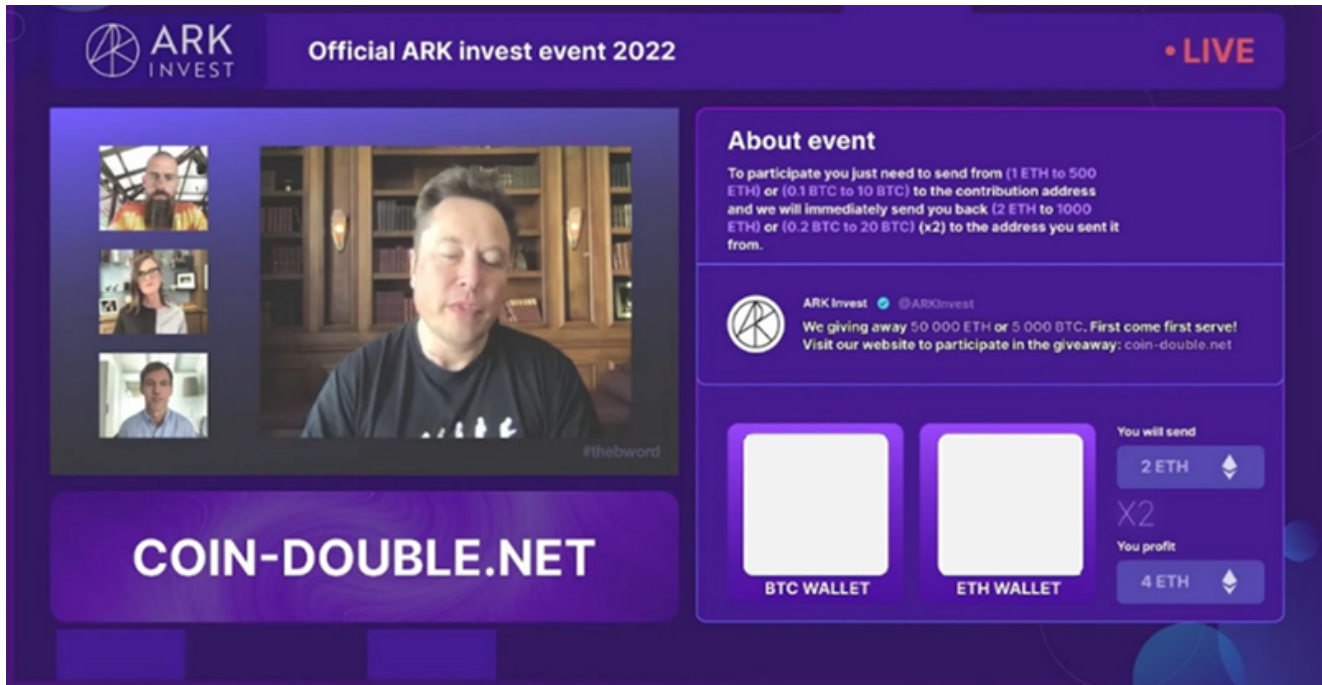 ARK
INVEST
Official ARK invest event 2022
• LIVE
#thebword
COIN-DOUBLE.NET
About event
To participate you just need to send from (1 ETH to 500
ETH) or (0.1 BTC to 10 BTC) to the contribution address
and we will immediately send you back (2 ETH to 1000
ETH) or (0.2 BTC to 20 BTC) (x2) to the address you sent it
from.
ARK Invest @ARKInvest
We giving away 50 000 ETH or 5 000 BTC. First come first serve!
Visit our website to participate in the giveaway: coin-double.net
BTC WALLET
ETH WALLET
You will send
2 ETH
X2
You profit
4 ETH